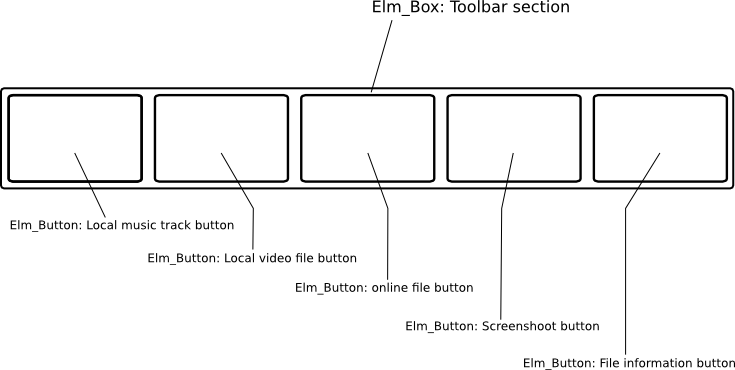 Elm_Box: Toolbar section
Elm_Button: Local music track button
Elm_Button: Local video file button
Elm_Button: online file button
Elm_Button: Screenshoot button
Elm_Button: File information button